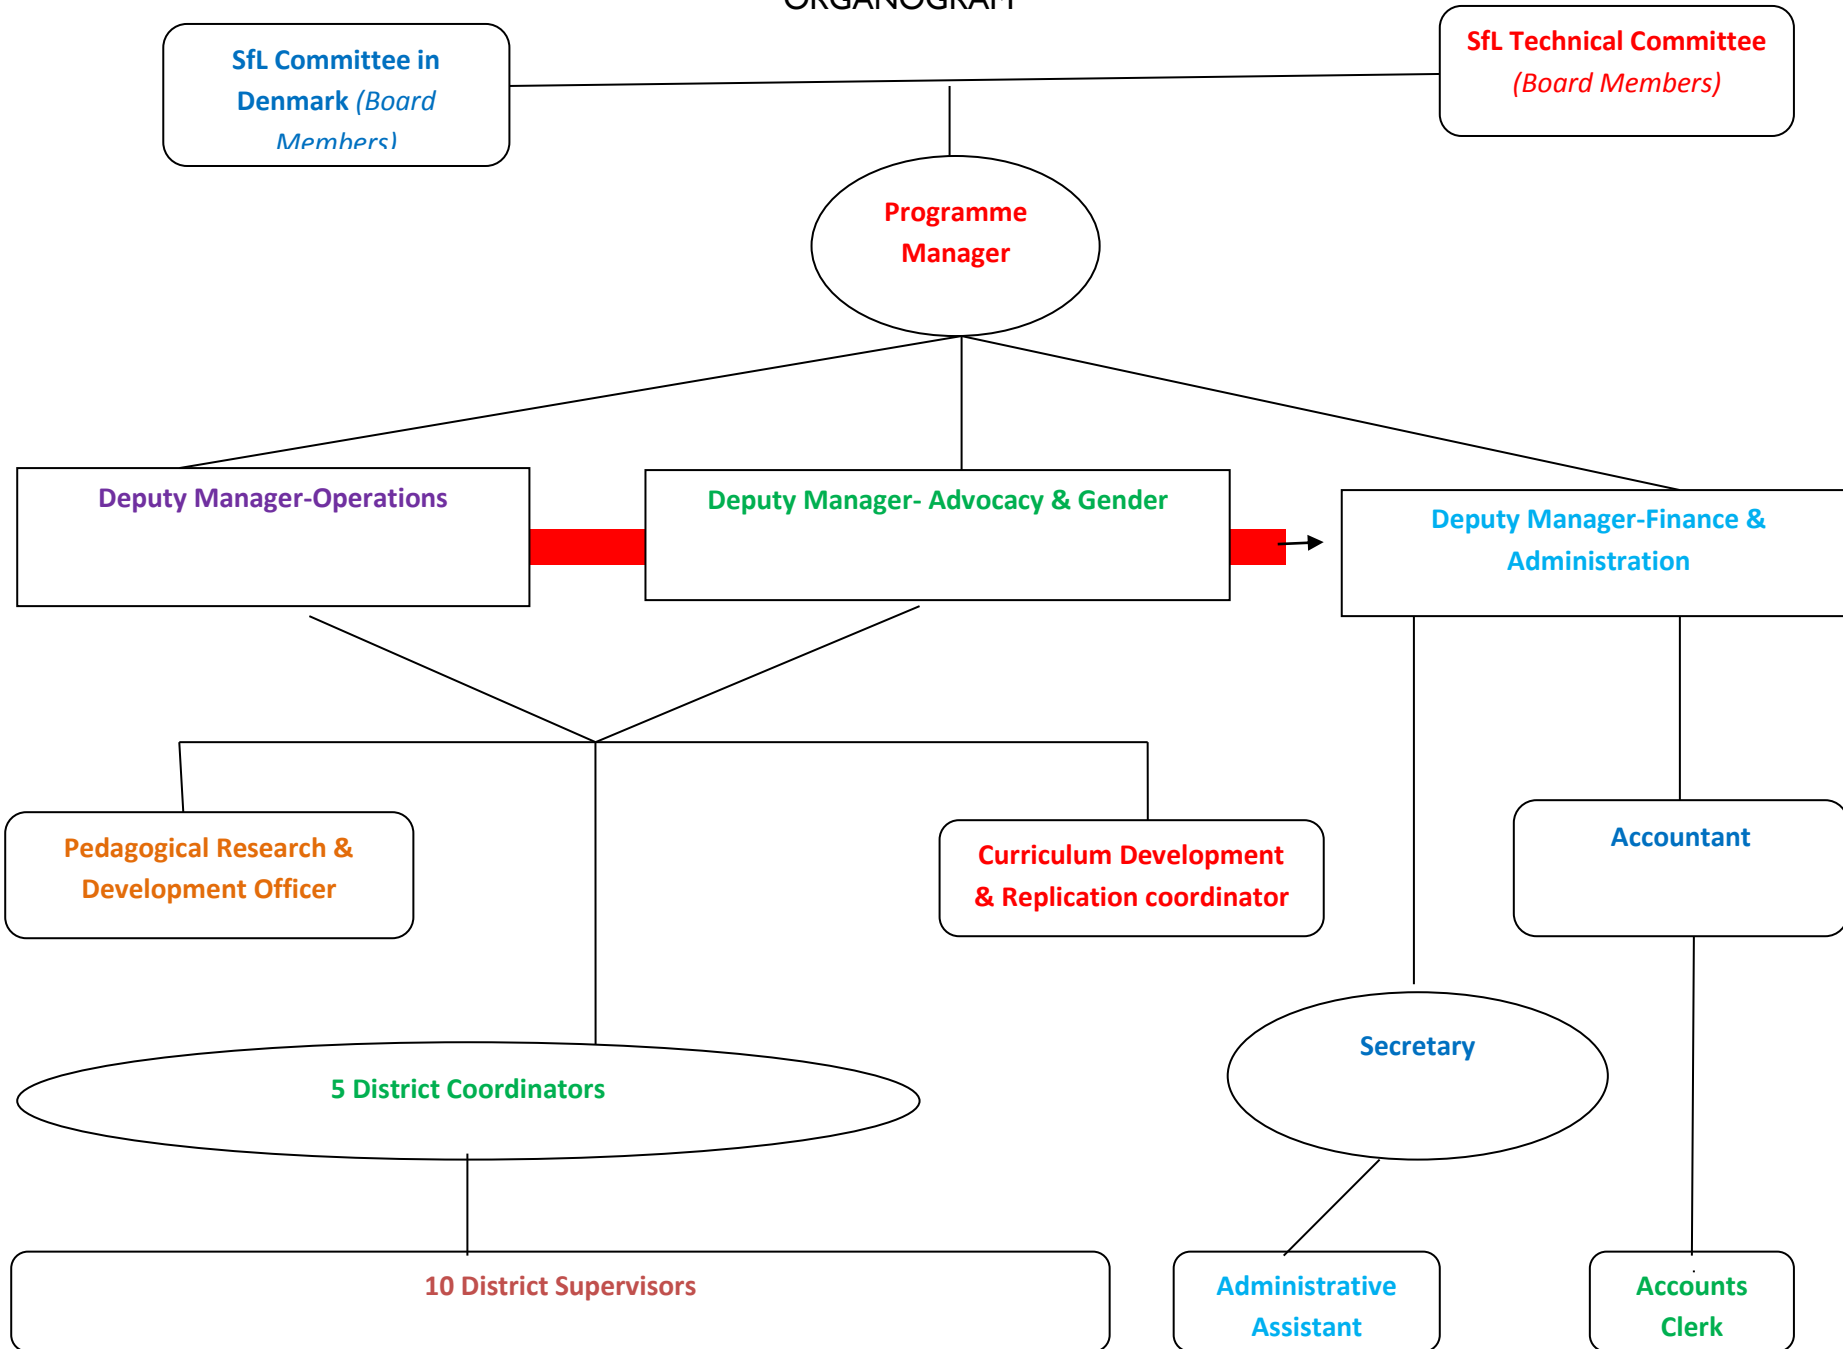 ORGANOGRAM
SfL Committee in
Denmark (Board
Members)
SfL Technical Committee
(Board Members)
Programme
Manager
Deputy Manager-Operations
Deputy Manager- Advocacy & Gender
Deputy Manager-Finance &
Administration
Pedagogical Research &
Development Officer
Curriculum Development
& Replication coordinator
Accountant
Secretary
5 District Coordinators
10 District Supervisors
Administrative
Assistant
Accounts
Clerk